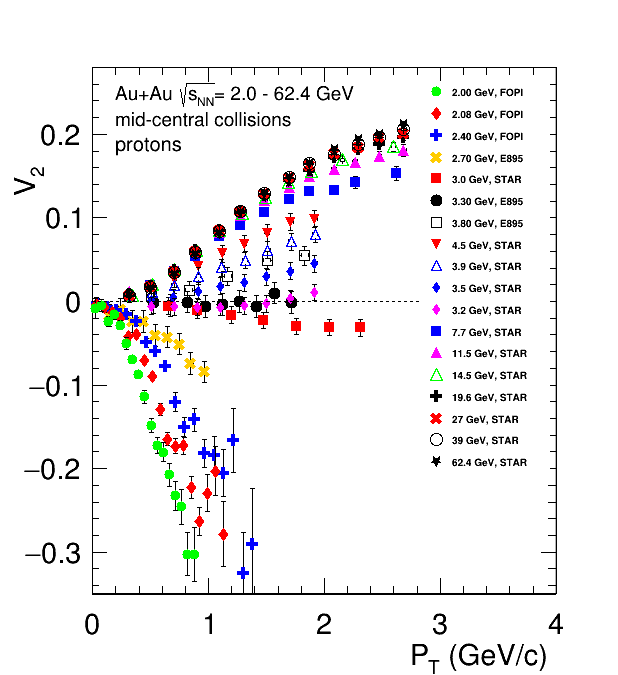 Au+Au √sNN= 2.0 - 62.4 GeV
mid-central collisions
protons
2.00 GeV, FOPI
2.08 GeV, FOPI
2.40 GeV, FOPI
2.70 GeV, E895
3.0 GeV, STAR
3.30 GeV, E895
3.80 GeV, E895
4.5 GeV, STAR
3.9 GeV, STAR
3.5 GeV, STAR
3.2 GeV, STAR
7.7 GeV, STAR
11.5 GeV, STAR
14.5 GeV, STAR
19.6 GeV, STAR
27 GeV, STAR
39 GeV, STAR
62.4 GeV, STAR
V2
0.2
0.1
0
−0.1
−0.2
−0.3
0 1 2 3 4
PT (GeV/c)